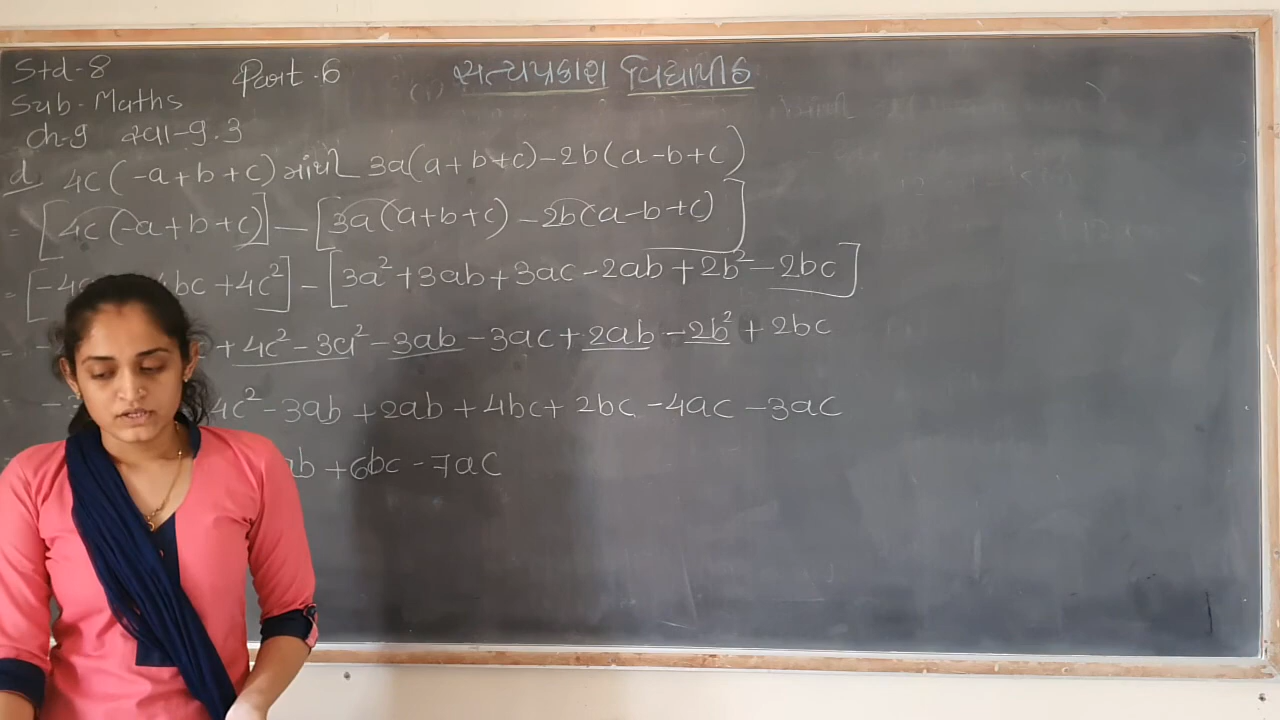 Std-8
Part.6
સત્યપ્રકાશ વિદ્યાપીઠ
Sub-Maths
ch-9 સ્વા-9.3
d 4c(-a+b+c) માંથી 3a(a+b+c)-2b(a-b+c)
= [4c(-a+b+c)] - [3a(a+b+c) - 2b(a-b+c)]
= [-4 4bc +4c²] - [3a²+3ab+3ac-2ab+2b²-2bc]
= + 4c²-3a²-3ab-3ac+2ab-2b²+2bc
= 4c²-3ab+2ab+4bc+2bc-4ac-3ac
ab+6bc-7ac